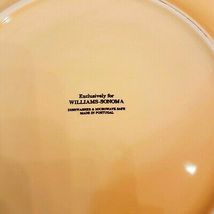 Exclusively for
WILLIAMS-SONOMA
DISHWASHER & MICROWAVE SAFE
MADE IN PORTUGAL